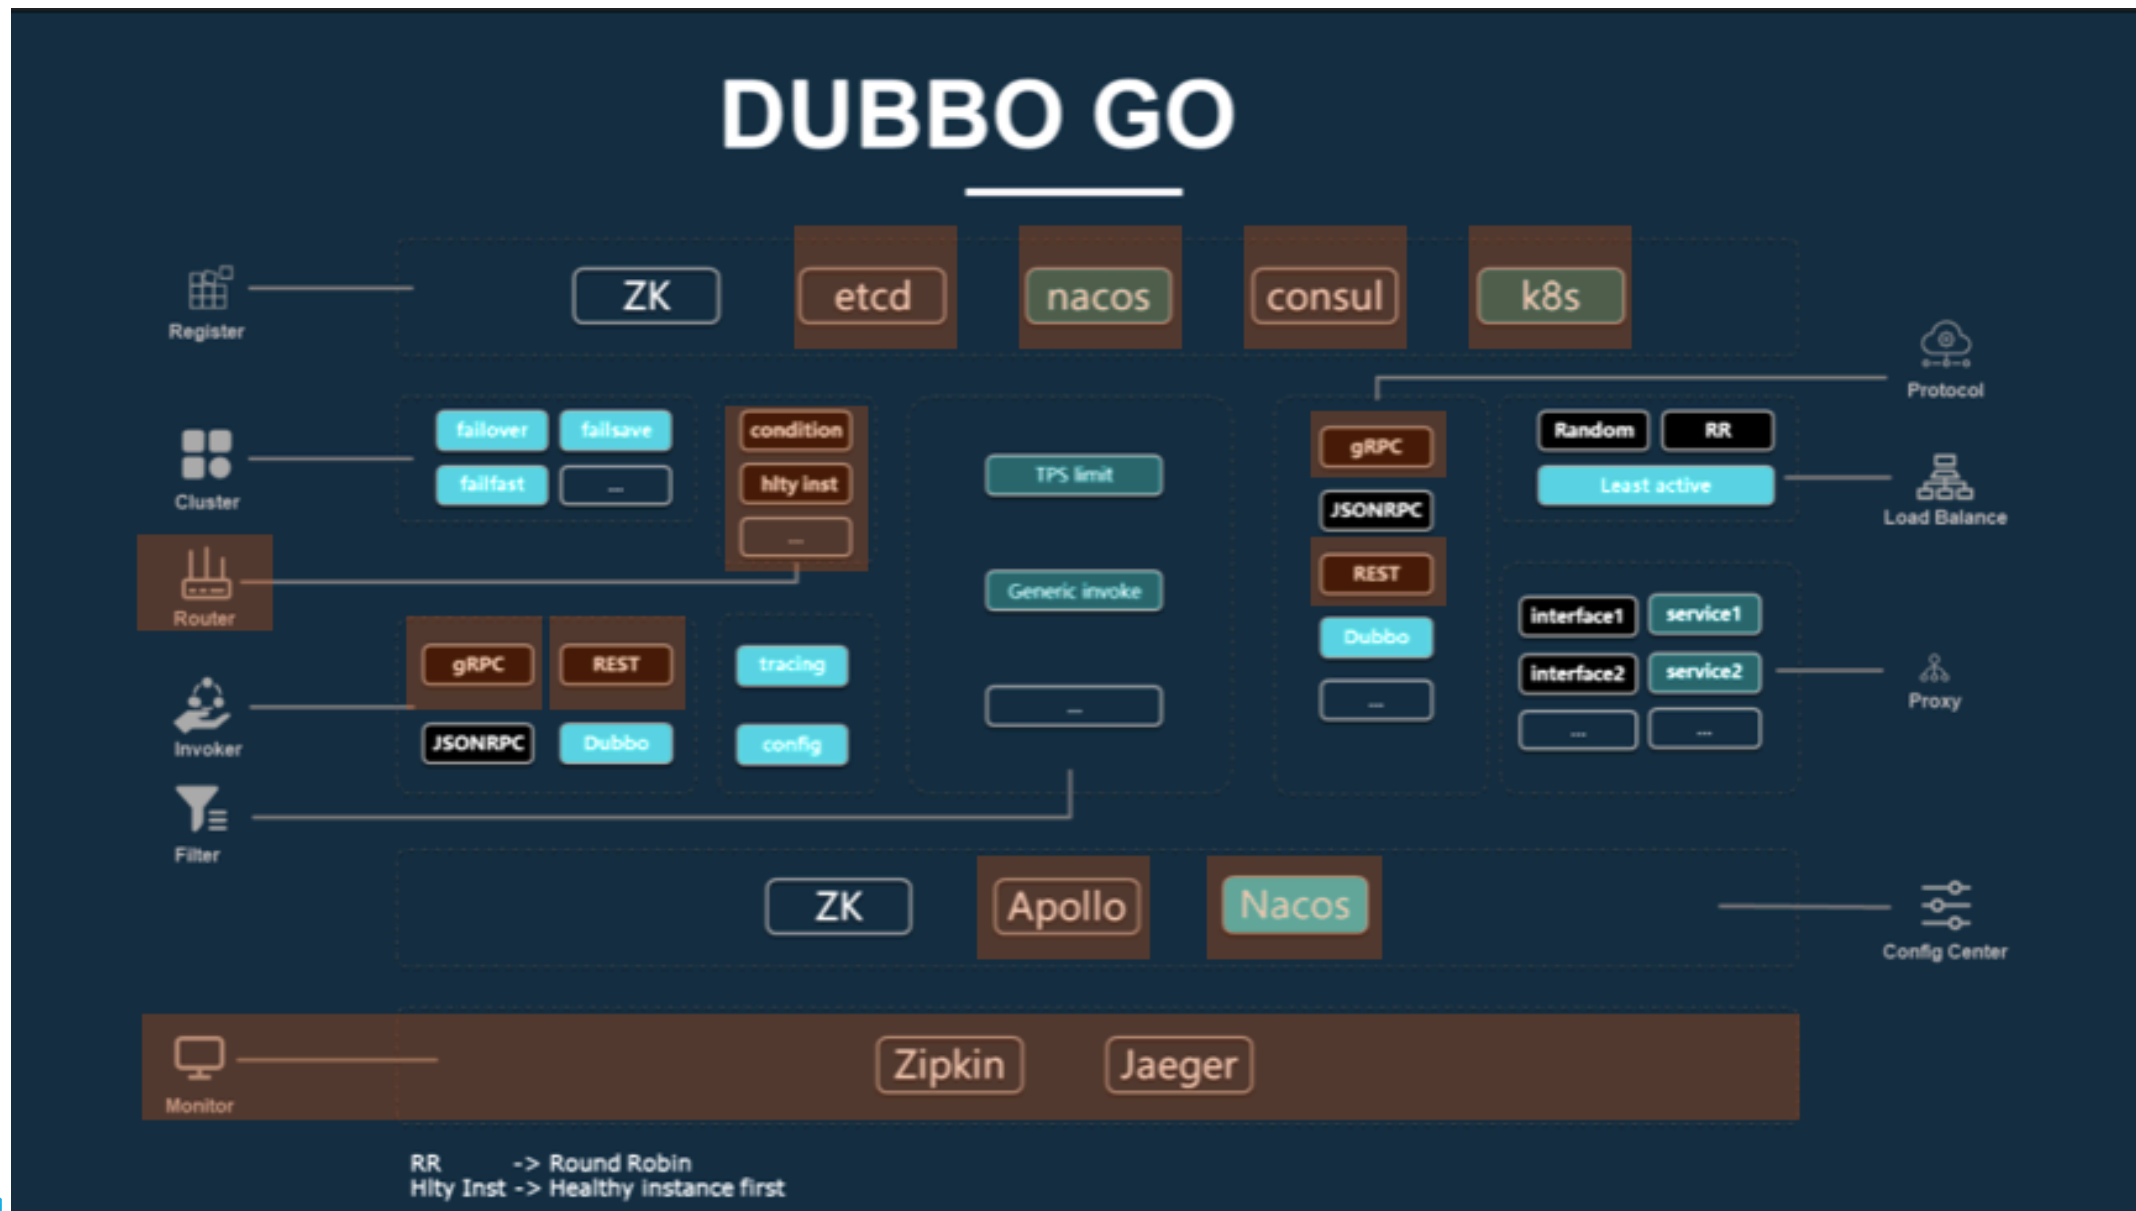 DUBBO GO
Register
ZK
etcd
nacos
consul
k8s
Protocol
Cluster
failover
failsave
failfast
...
condition
hlty inst
...
Router
TPS limit
Generic invoke
...
gRPC
JSONRPC
REST
Dubbo
...
Random
RR
Least active
Load Balance
Invoker
gRPC
REST
JSONRPC
Dubbo
tracing
config
interface1
service1
interface2
service2
...
...
Proxy
Filter
ZK
Apollo
Nacos
Config Center
Monitor
Zipkin
Jaeger
RR -> Round Robin
Hlty Inst -> Healthy instance first